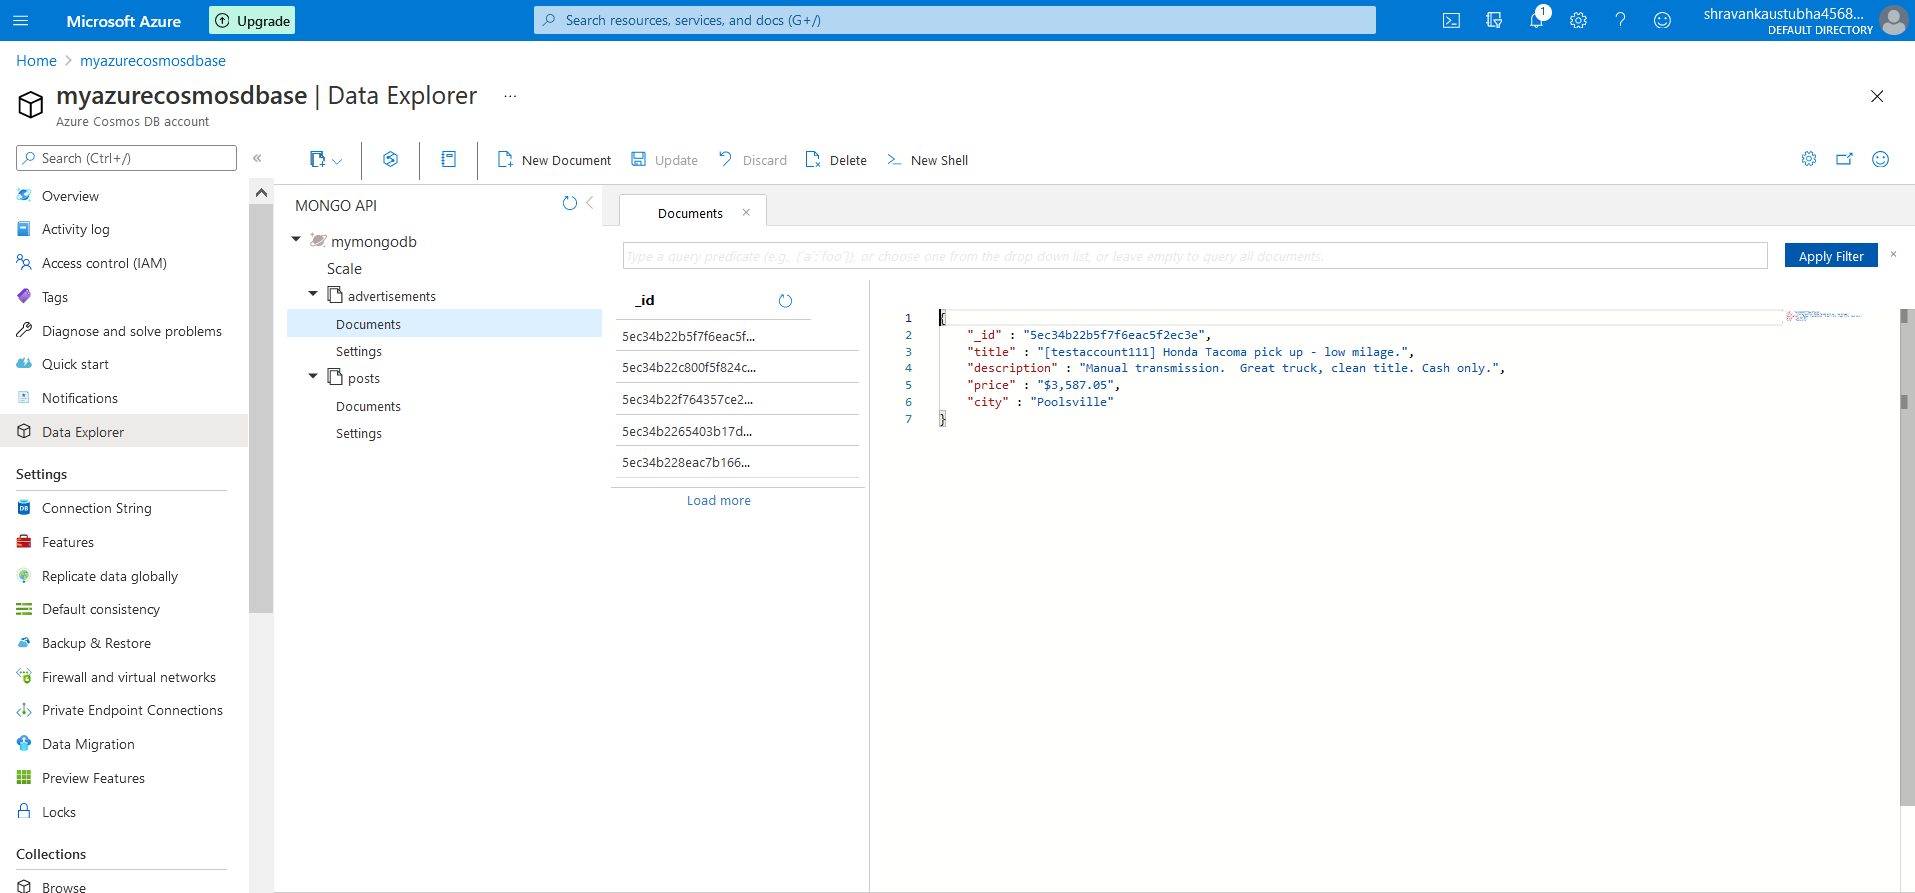 Microsoft Azure
Upgrade
Search resources, services, and docs (G+/)
1
shravankaustubha4568...
DEFAULT DIRECTORY
Home > myazurecosmosdbase
myazurecosmosdbase | Data Explorer ...
Azure Cosmos DB account
Search (Ctrl+/)
«
Overview
Activity log
Access control (IAM)
Tags
Diagnose and solve problems
Quick start
Notifications
Data Explorer
Settings
Connection String
Features
Replicate data globally
Default consistency
Backup & Restore
Firewall and virtual networks
Private Endpoint Connections
Data Migration
Preview Features
Locks
Collections
Browse
New Document
Update
Discard
Delete
New Shell
MONGO API
mymongodb
Scale
advertisements
Documents
Settings
posts
Documents
Settings
Documents
Type a query predicate (e.g., {´a´:´foo´}), or choose one from the drop down list, or leave empty to query all documents.
Apply Filter
_id
5ec34b22b5f7f6eac5f...
5ec34b22c800f5f824c...
5ec34b22f764357ce2...
5ec34b2265403b17d...
5ec34b228eac7b166...
Load more
1 {
2 "_id" : "5ec34b22b5f7f6eac5f2ec3e",
3 "title" : "[testaccount111] Honda Tacoma pick up - low milage.",
4 "description" : "Manual transmission.  Great truck, clean title. Cash only.",
5 "price" : "$3,587.05",
6 "city" : "Poolsville"
7 }